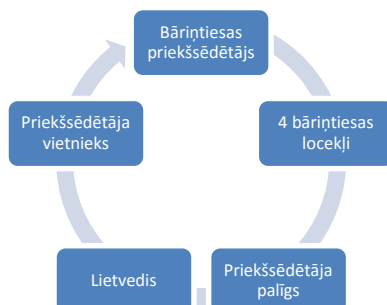 Bāriņtiesas
priekšsēdētājs
4 bāriņtiesas
locekļi
Priekšsēdētāja
palīgs
Lietvedis
Priekšsēdētāja
vietnieks